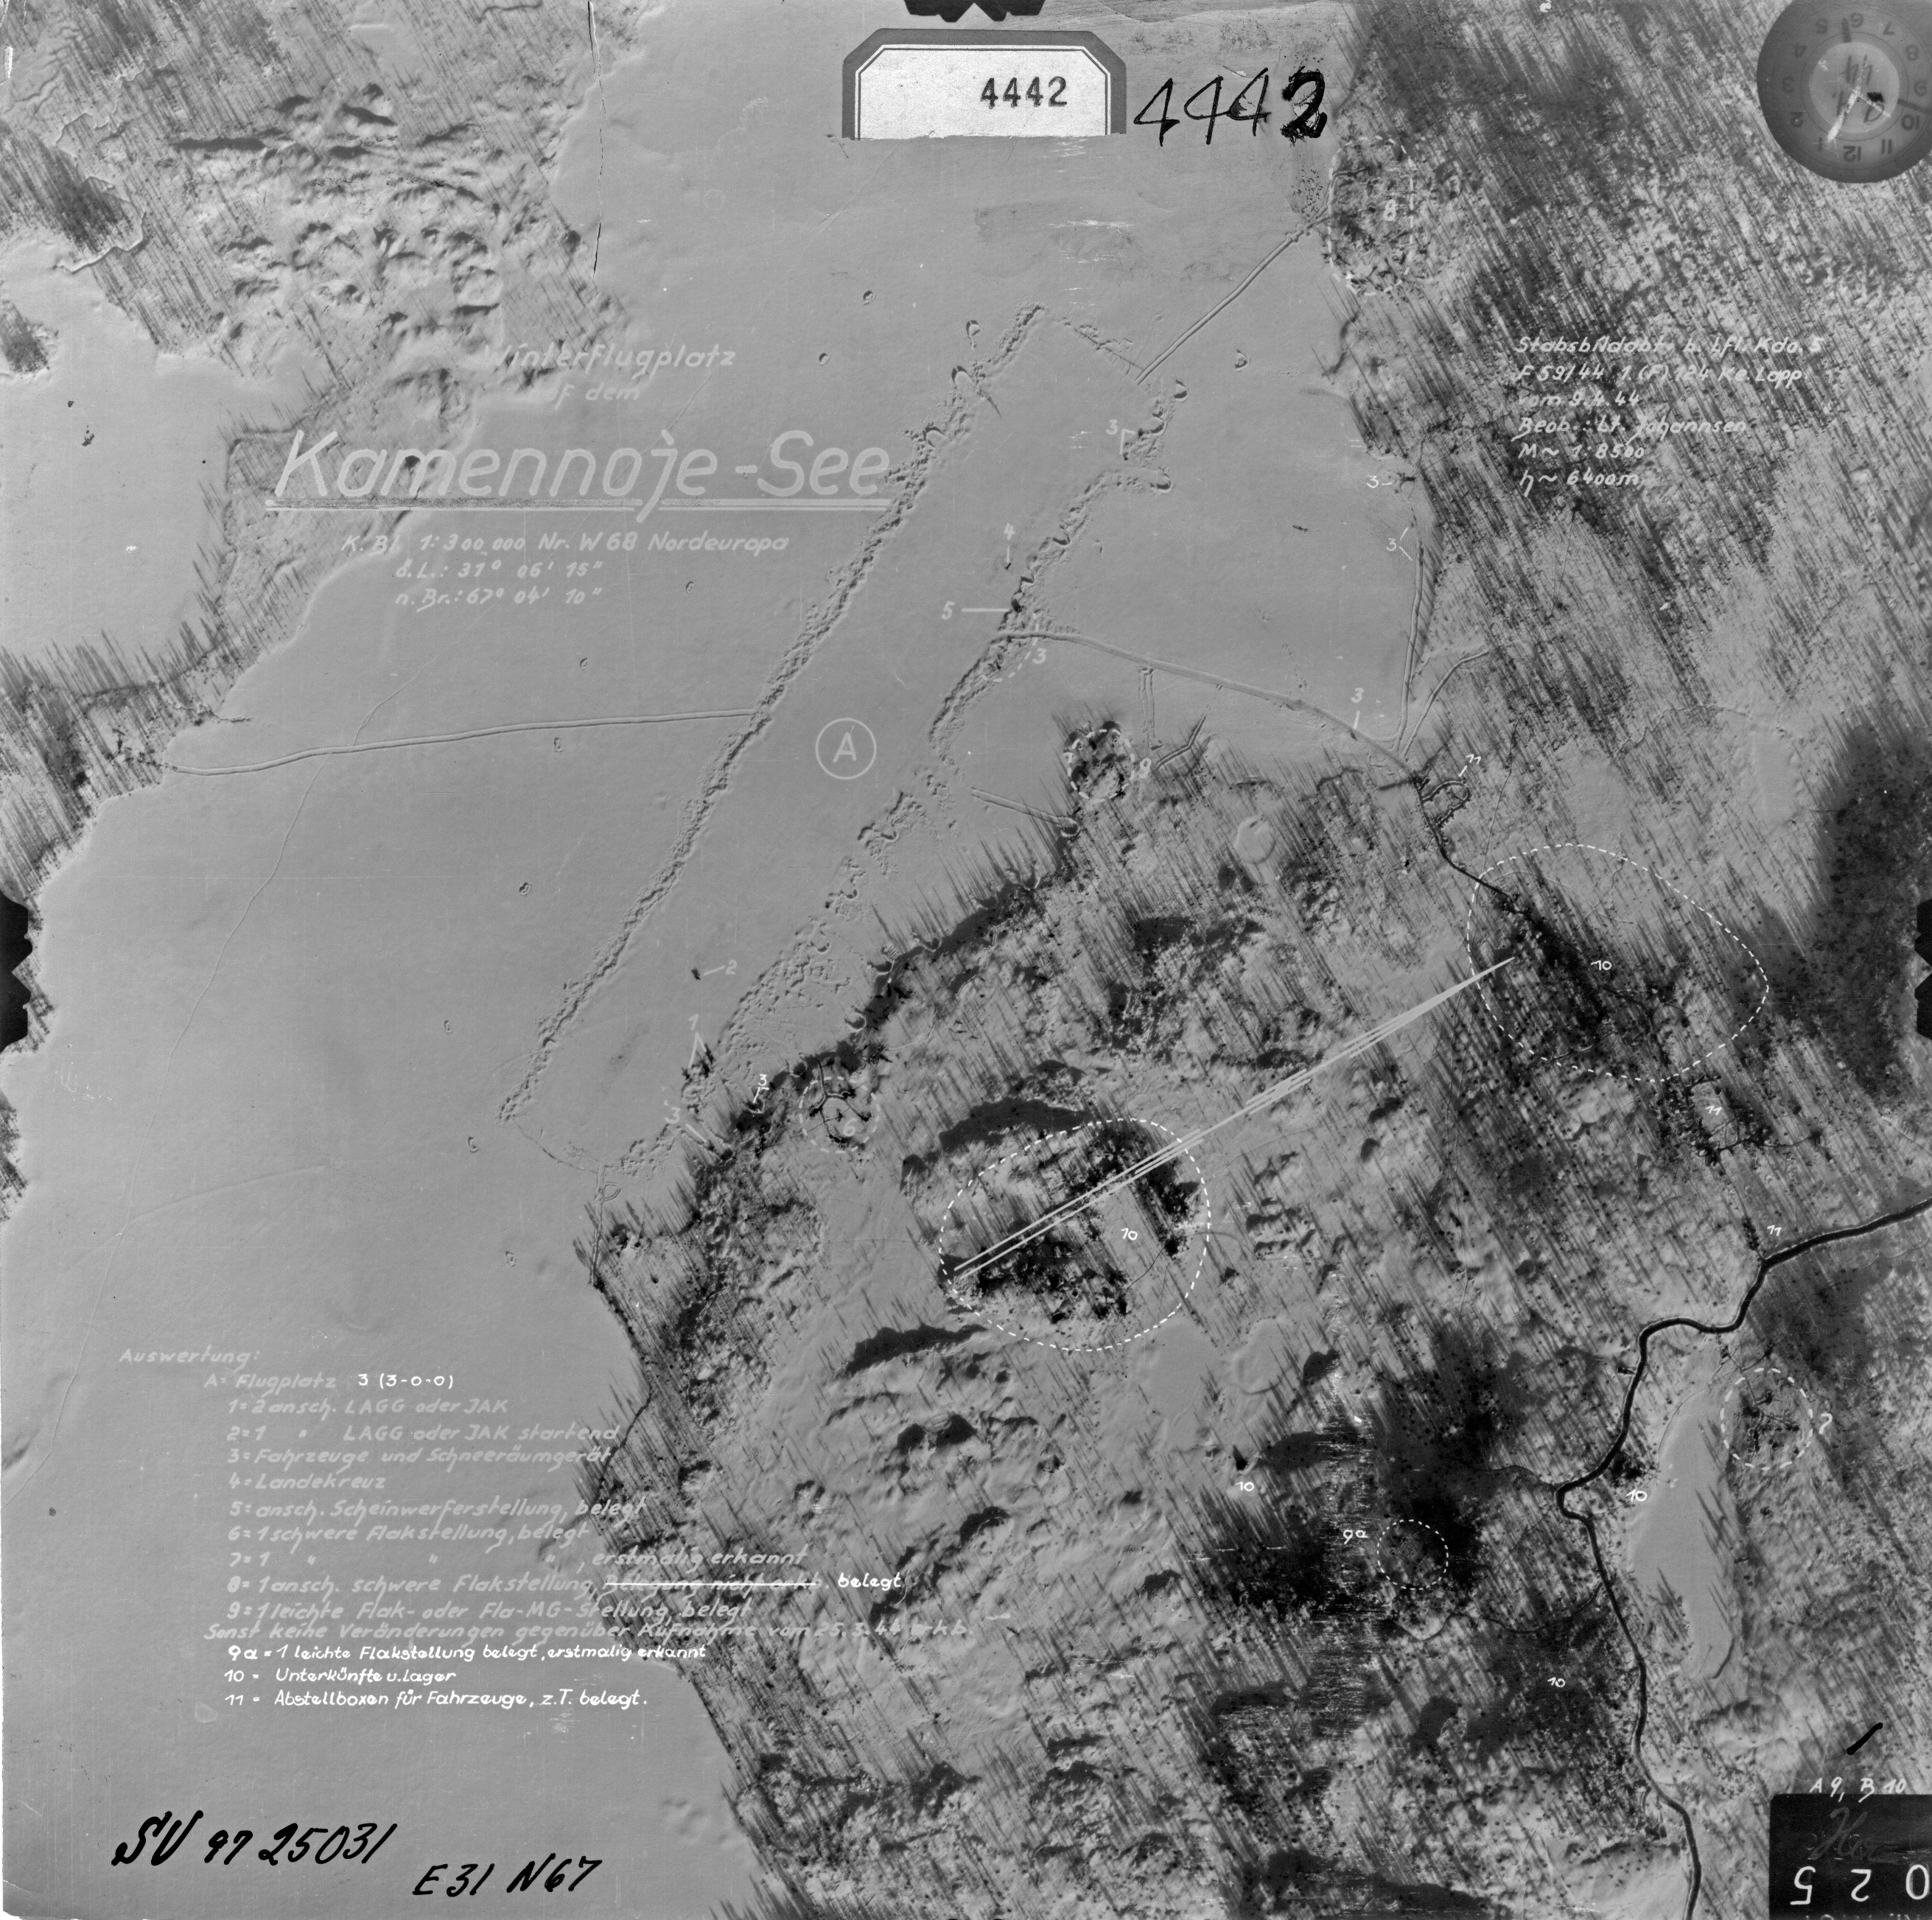 4442
4442
Winterflugplatz
f dem
Kamennoje-See
K. Bl. 1:300 000 Nr. W 68 Nordeuropa
ö.L.: 31° 06' 15"
n.Br.: 67° 04' 10"
Stabsbildabt. b. Lfl. Kdo. 5
F 59/44 1.(F) 124 Ke. Lapp
vom 9.4.44
Beob.: Lt. Johannsen
M ~ 1:8500
h ~ 6400m
8
3
3
4
3
5
3
3
A
9
11
2
10
1
3
3
6
11
10
11
7
10
10
9a
10
Auswertung:
A= Flugplatz 3 (3-0-0)
1=2 ansch. LAGG oder JAK
2=1 " LAGG oder JAK startend
3=Fahrzeuge und Schneeräumgerät
4=Landekreuz
5=ansch. Scheinwerferstellung, belegt
6=1 schwere Flakstellung, belegt
7=1 " " " , erstmalig erkannt
8=1 ansch. schwere Flakstellung, Belegung nicht erk. belegt
9=1 leichte Flak- oder Fla-MG-Stellung, belegt
Sonst keine Veränderungen gegenüber Aufnahme vom 25.3.44 erkb.
9a = 1 leichte Flakstellung belegt, erstmalig erkannt
10 = Unterkünfte u. Lager
11 = Abstellboxen für Fahrzeuge, z.T. belegt.
A 9, B 10
SV 97 25031
E31 N67
025